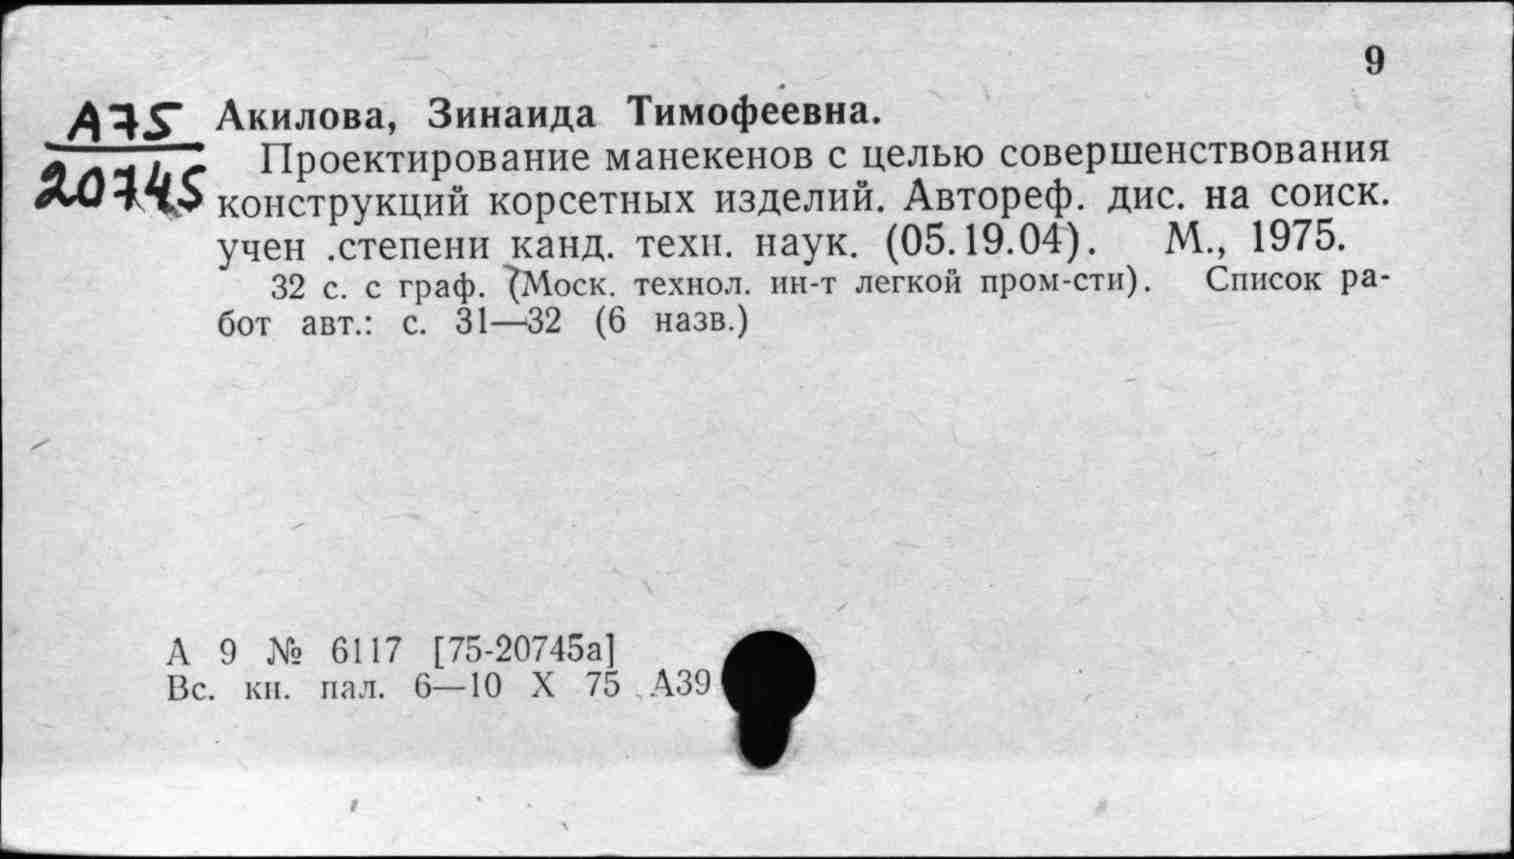 9
А75 Акилова, Зинаида Тимофеевна.
20745
Проектирование манекенов с целью совершенствования
конструкций корсетных изделий. Автореф. дис. на соиск.
учен .степени канд. техн. наук. (05.19.04). М., 1975.
32 с. с граф. (Моск. технол. ин-т легкой пром-сти). Список ра-
бот авт.: с. 31—32 (6 назв.)
А 9 № 6117 [75-20745а]
Вс. кн. пал. 6—10 X 75 А39